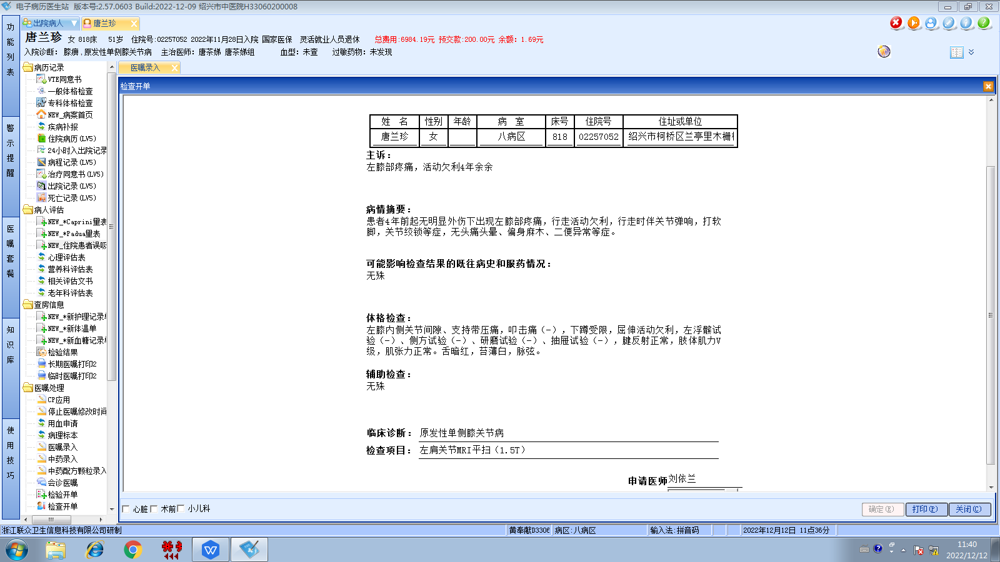 电子病历医生站 版本号:2.57.0603 Build:2022-12-09 绍兴市中医院H33060200008
出院病人
唐兰珍
唐兰珍 女 818床 51岁 住院号:02257052 2022年11月28日入院 国家医保 灵活就业人员退休 总费用:6984.19元 预交款:200.00元 余额: 1.69元
入院诊断: 膝痹,原发性单侧膝关节病 主治医师: 唐茶娣 唐茶娣组 血型: 未查 过敏药物: 未发现
功能列表
警示提醒
医嘱套餐
知识库
使用技巧
病历记录
VTE同意书
一般体格检查
专科体格检查
NEW_病案首页
疾病补报
住院病历(LV5)
24小时入出院记录
病程记录(LV5)
治疗同意书(LV5)
出院记录(LV5)
死亡记录(LV5)
病人评估
NEW_*Caprini量表
NEW_*Padua量表
NEW_住院患者误吸
心理评估表
营养科评估表
相关评估文书
老年科评估表
查房信息
NEW_*新护理记录单
NEW_*新体温单
NEW_*新血糖记录单
检验结果
长期医嘱打印2
临时医嘱打印2
医嘱处理
CP应用
停止医嘱修改时间
用血申请
病理标本
医嘱录入
中药录入
中药配方颗粒录入
会诊医嘱
检验开单
检查开单
医嘱录入
检查开单
姓 名 性别 年龄 病 室 床号 住院号 住址或单位
唐兰珍 女 八病区 818 02257052 绍兴市柯桥区兰亭里木栅
主诉:
左膝部疼痛，活动欠利4年余余
病情摘要:
患者4年前起无明显外伤下出现左膝部疼痛，行走活动欠利，行走时伴关节弹响，打软
脚，关节绞锁等症，无头痛头晕、偏身麻木、二便异常等症。
可能影响检查结果的既往病史和服药情况:
无殊
体格检查:
左膝内侧关节间隙、支持带压痛，叩击痛（-），下蹲受限，屈伸活动欠利，左浮髌试
验（-）、侧方试验（-）、研磨试验（-）、抽屉试验（-），腱反射正常，肢体肌力V
级，肌张力正常。舌暗红，苔薄白，脉弦。
辅助检查:
无殊
临床诊断: 原发性单侧膝关节病
检查项目: 左肩关节MRI平扫（1.5T）
申请医师 刘依兰
心脏 术前 小儿科
确定(E) 打印(P) 关闭(C)
浙江联众卫生信息科技有限公司研制 黄奉献D3306 病区:八病区 输入法:拼音码 2022年12月12日 11点36分
11:40
2022/12/12